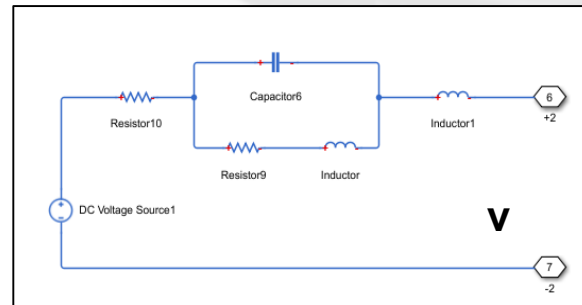 Capacitor6
6
Resistor10
Inductor1
+2
Resistor9
Inductor
DC Voltage Source1
V
7
-2